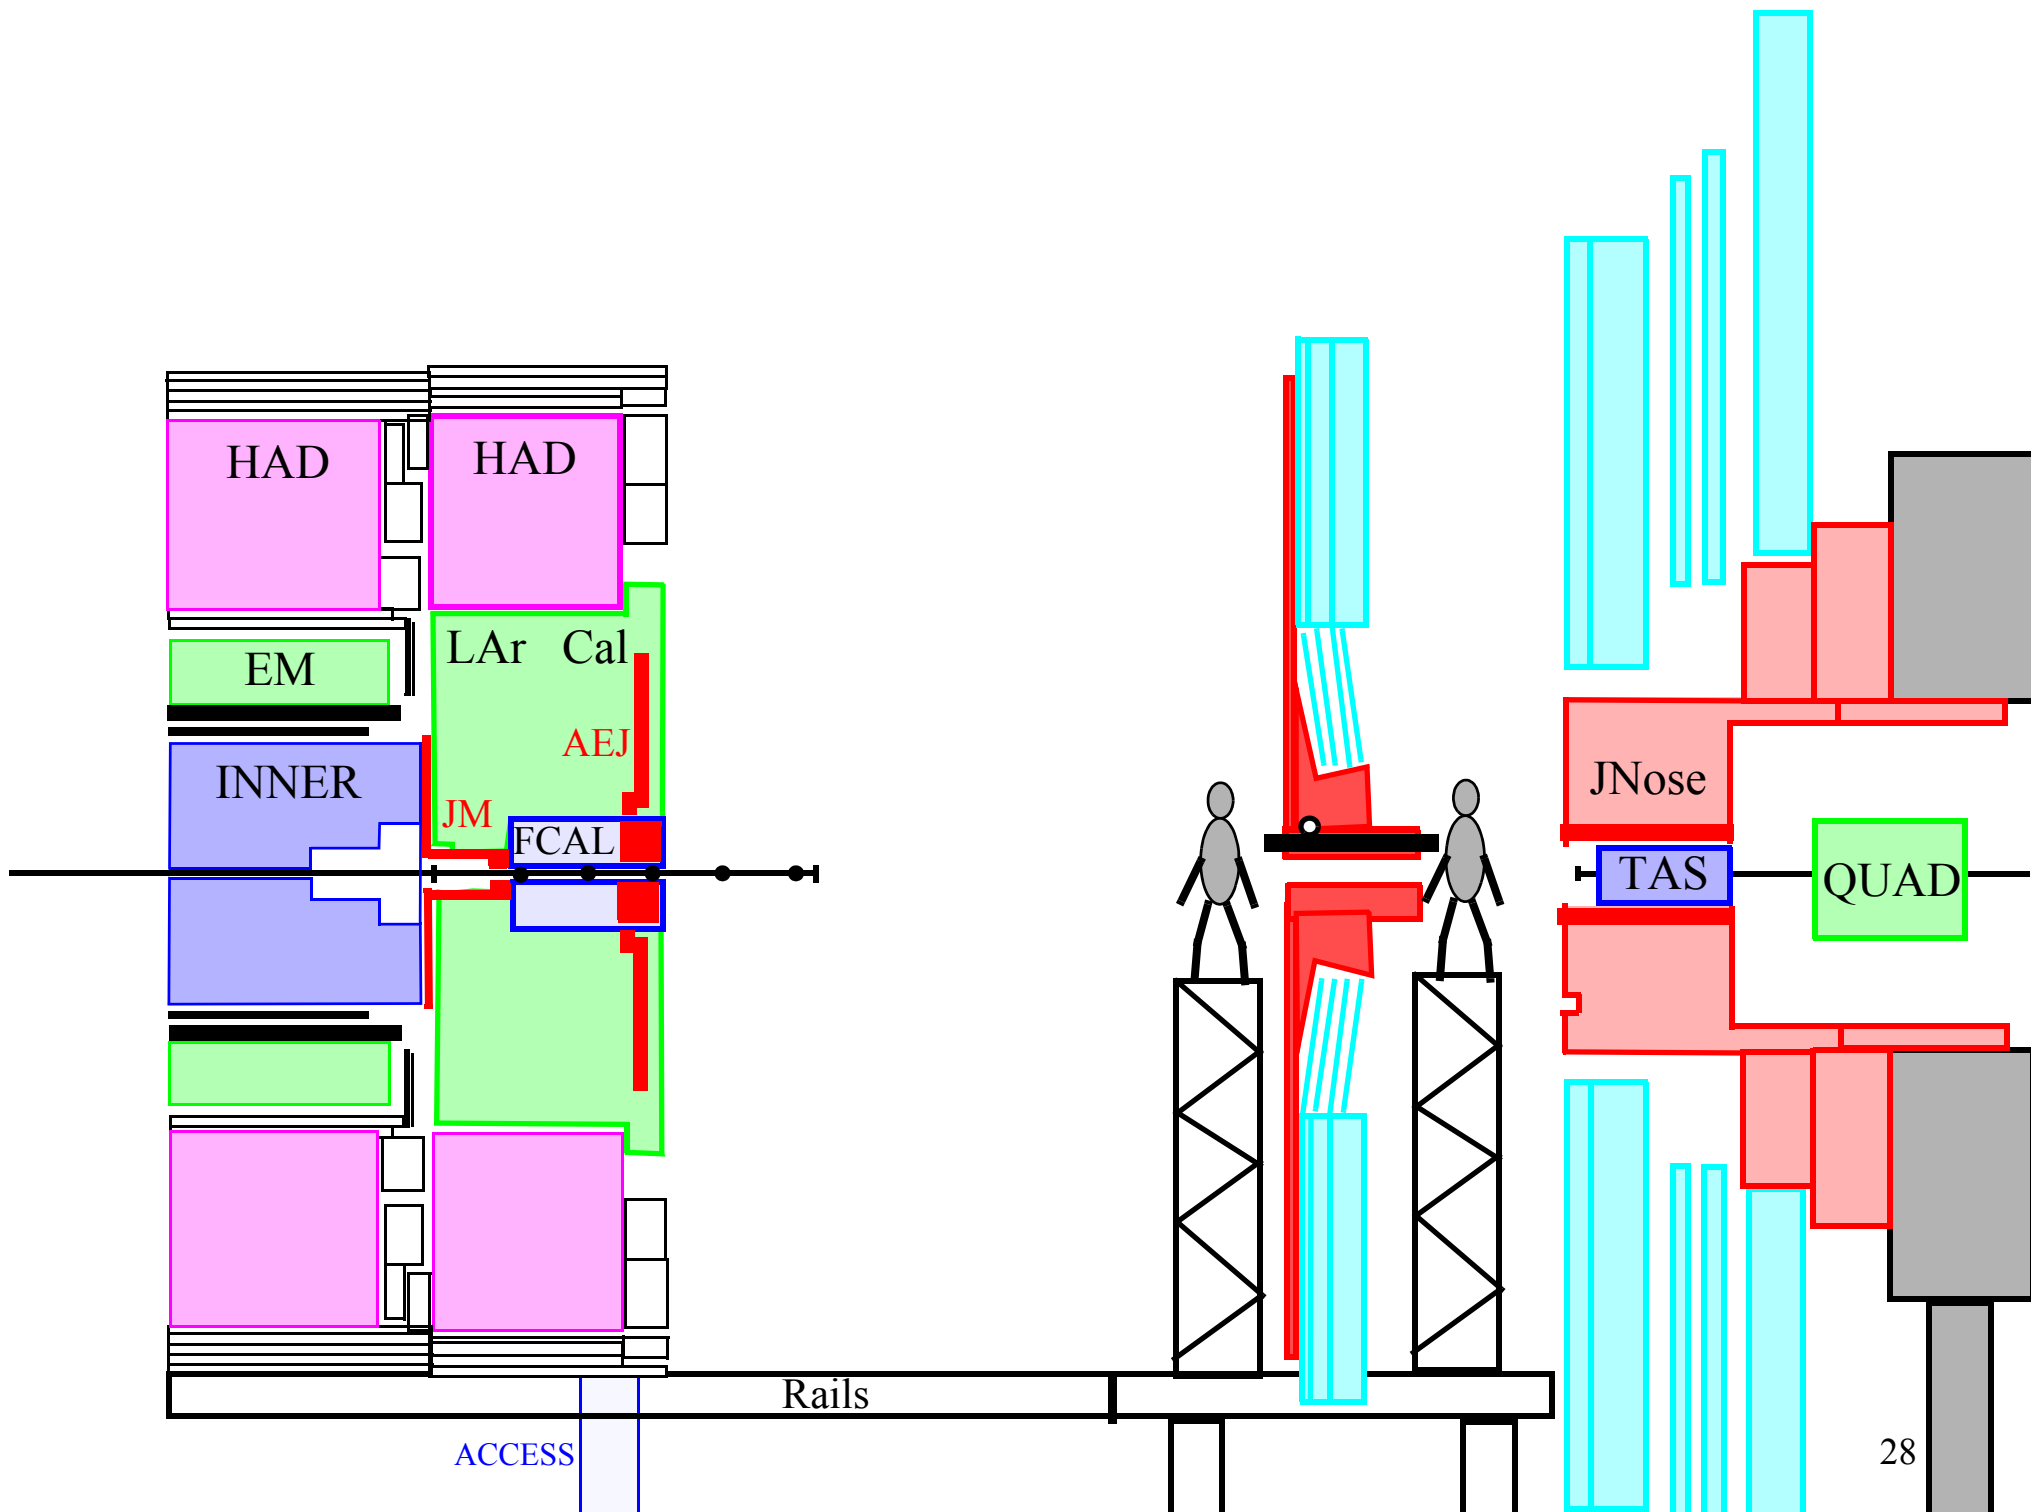 HAD
HAD
LAr Cal
EM
AEJ
INNER
JM
JNose
FCAL
TAS
QUAD
Rails
ACCESS
28